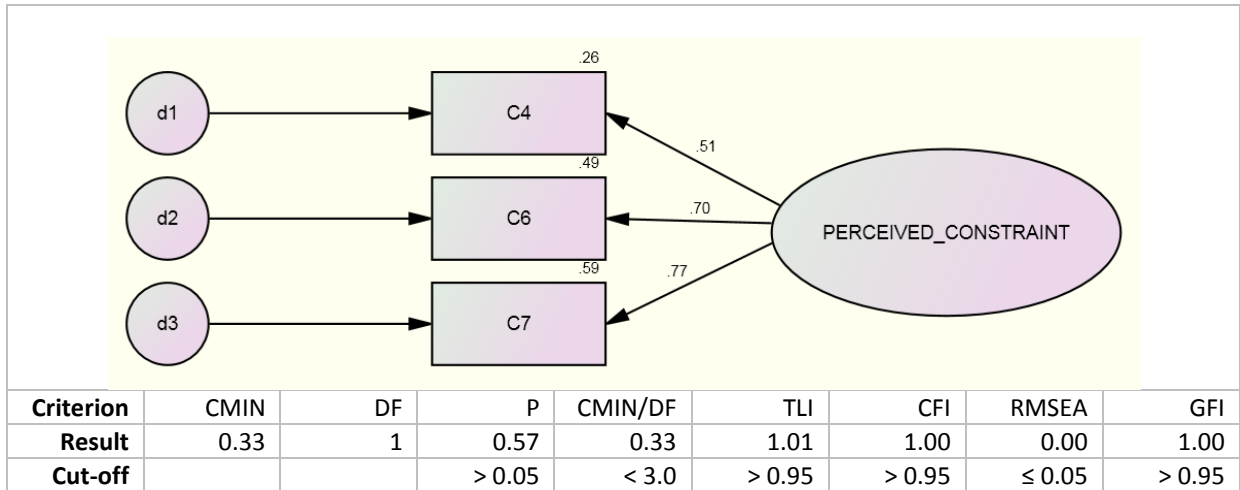 .26
d1
C4
.51
.49
d2
C6
.70
PERCEIVED_CONSTRAINT
.59
.77
d3
C7
Criterion CMIN DF P CMIN/DF TLI CFI RMSEA GFI
Result 0.33 1 0.57 0.33 1.01 1.00 0.00 1.00
Cut-off > 0.05 < 3.0 > 0.95 > 0.95 ≤ 0.05 > 0.95